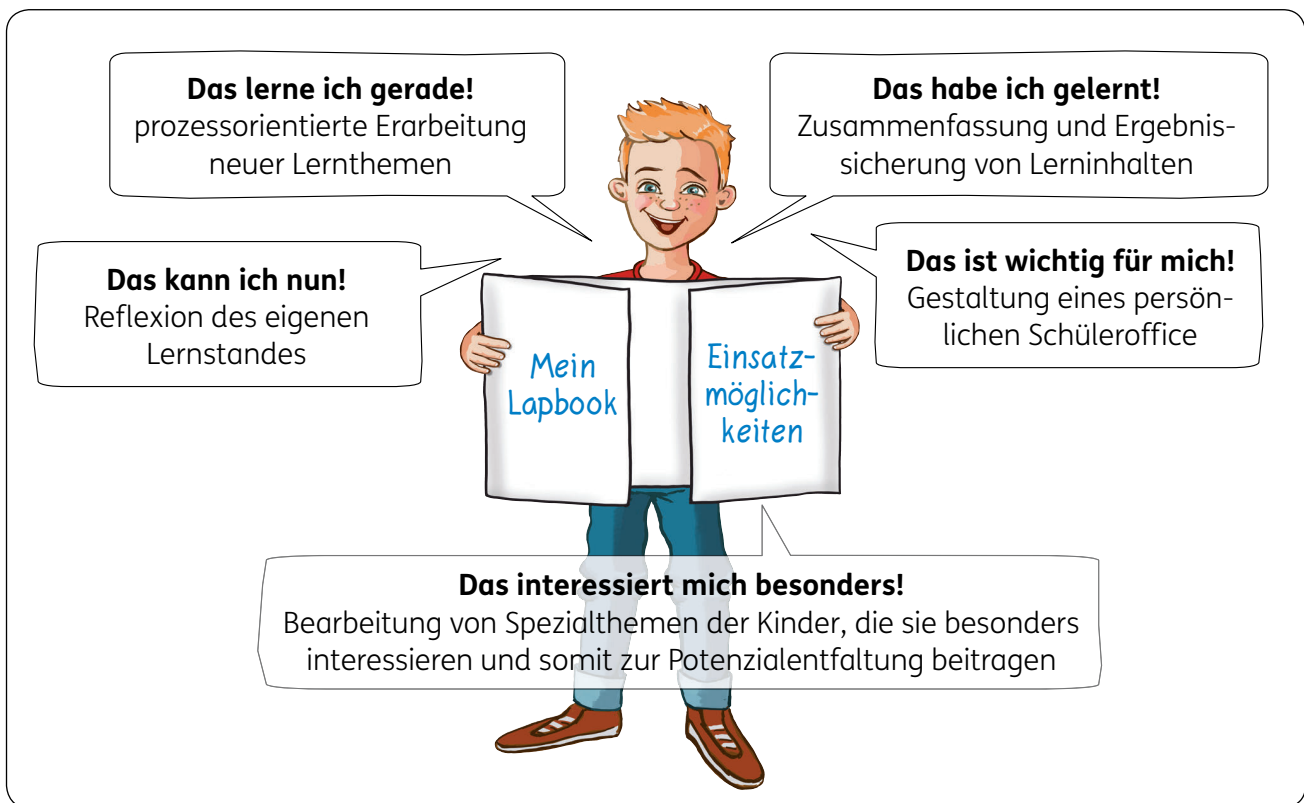 Das lerne ich gerade!
prozessorientierte Erarbeitung
neuer Lernthemen
Das habe ich gelernt!
Zusammenfassung und Ergebnis-
sicherung von Lerninhalten
Das kann ich nun!
Reflexion des eigenen
Lernstandes
Das ist wichtig für mich!
Gestaltung eines persön-
lichen Schüleroffice
Mein
Lapbook
Einsatz-
möglich-
keiten
Das interessiert mich besonders!
Bearbeitung von Spezialthemen der Kinder, die sie besonders
interessieren und somit zur Potenzialentfaltung beitragen